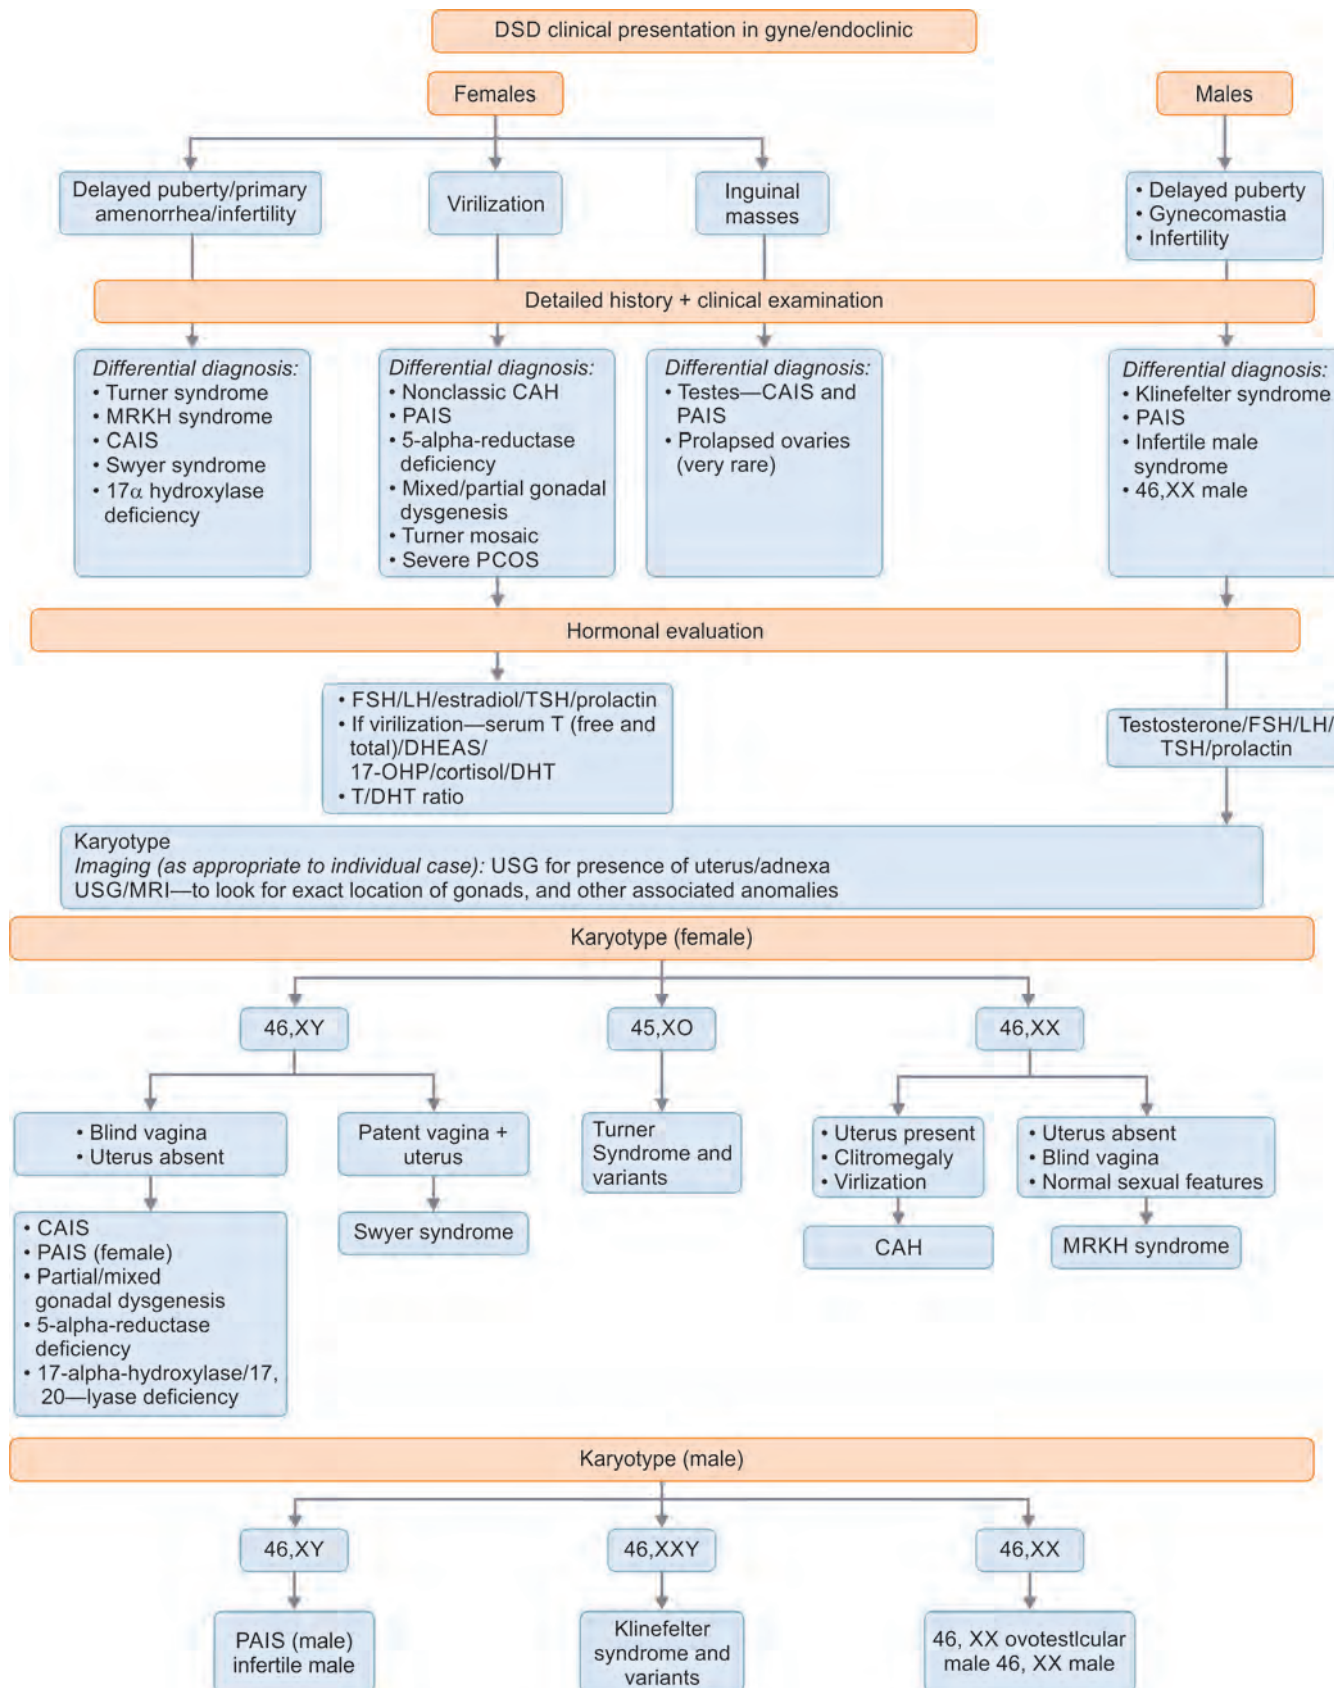 DSD clinical presentation in gyne/endoclinic
Females
Males
Delayed puberty/primary
amenorrhea/infertility
Virilization
Inguinal
masses
• Delayed puberty
• Gynecomastia
• Infertility
Detailed history + clinical examination
Differential diagnosis:
• Turner syndrome
• MRKH syndrome
• CAIS
• Swyer syndrome
• 17α hydroxylase
deficiency
Differential diagnosis:
• Nonclassic CAH
• PAIS
• 5-alpha-reductase
deficiency
• Mixed/partial gonadal
dysgenesis
• Turner mosaic
• Severe PCOS
Differential diagnosis:
• Testes—CAIS and
PAIS
• Prolapsed ovaries
(very rare)
Differential diagnosis:
• Klinefelter syndrome
• PAIS
• Infertile male
syndrome
• 46,XX male
Hormonal evaluation
• FSH/LH/estradiol/TSH/prolactin
• If virilization—serum T (free and
total)/DHEAS/
17-OHP/cortisol/DHT
• T/DHT ratio
Testosterone/FSH/LH/
TSH/prolactin
Karyotype
Imaging (as appropriate to individual case): USG for presence of uterus/adnexa
USG/MRI—to look for exact location of gonads, and other associated anomalies
Karyotype (female)
46,XY
45,XO
46,XX
• Blind vagina
• Uterus absent
Patent vagina +
uterus
Turner
Syndrome and
variants
• Uterus present
• Clitromegaly
• Virlization
• Uterus absent
• Blind vagina
• Normal sexual features
• CAIS
• PAIS (female)
• Partial/mixed
gonadal dysgenesis
• 5-alpha-reductase
deficiency
• 17-alpha-hydroxylase/17,
20—lyase deficiency
Swyer syndrome
CAH
MRKH syndrome
Karyotype (male)
46,XY
46,XXY
46,XX
PAIS (male)
infertile male
Klinefelter
syndrome and
variants
46, XX ovotestlcular
male 46, XX male